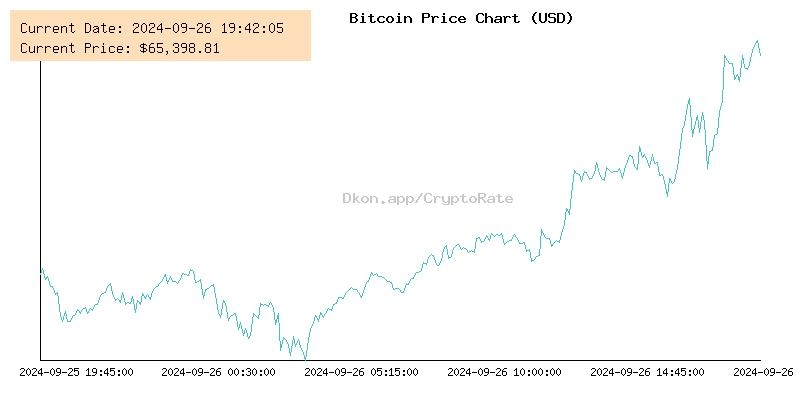 Bitcoin Price Chart (USD)
Current Date: 2024-09-26 19:42:05
Current Price: $65,398.81
Dkon.app/CryptoRate
2024-09-25 19:45:00 2024-09-26 00:30:00 2024-09-26 05:15:00 2024-09-26 10:00:00 2024-09-26 14:45:00 2024-09-26